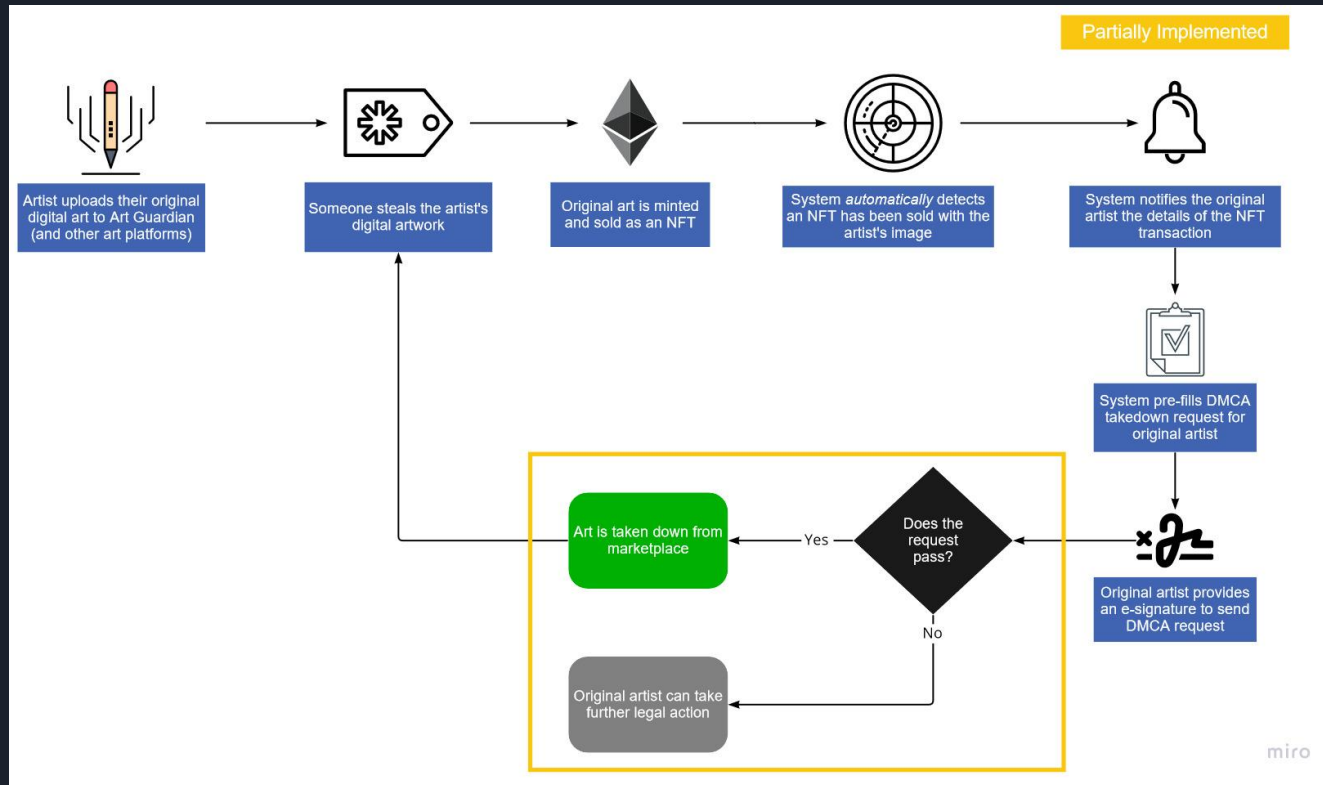 Partially Implemented
Artist uploads their original
digital art to Art Guardian
(and other art platforms)
Someone steals the artist's
digital artwork
Original art is minted
and sold as an NFT
System automatically detects
an NFT has been sold with the
artist's image
System notifies the original
artist the details of the NFT
transaction
System pre-fills DMCA
takedown request for
original artist
Original artist provides
an e-signature to send
DMCA request
Does the
request
pass?
Yes
Art is taken down from
marketplace
No
Original artist can take
further legal action
miro